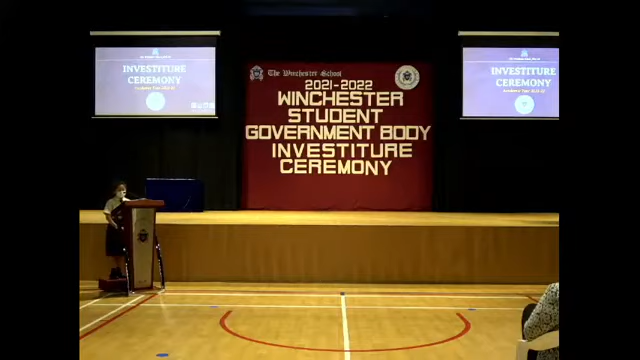 INVESTITURE
CEREMONY
The Winchester School
2021-2022
WINCHESTER
STUDENT
GOVERNMENT BODY
INVESTITURE
CEREMONY
INVESTITURE
CEREMONY